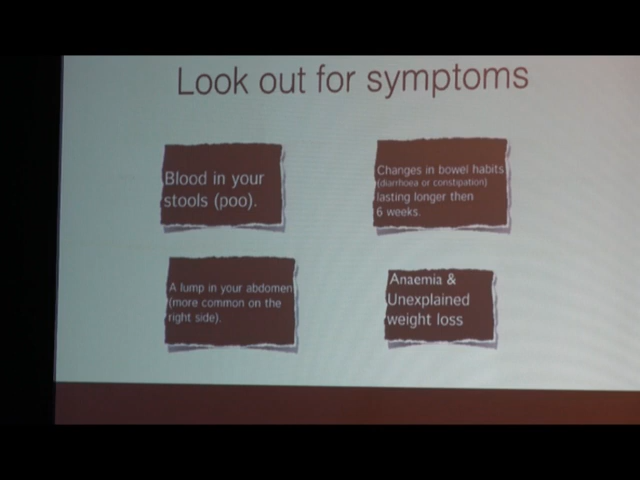 Look out for symptoms
Blood in your
stools (poo).
Changes in bowel habits
(diarrhoea or constipation)
lasting longer then
6 weeks.
A lump in your abdomen
(more common on the
right side).
Anaemia &
Unexplained
weight loss